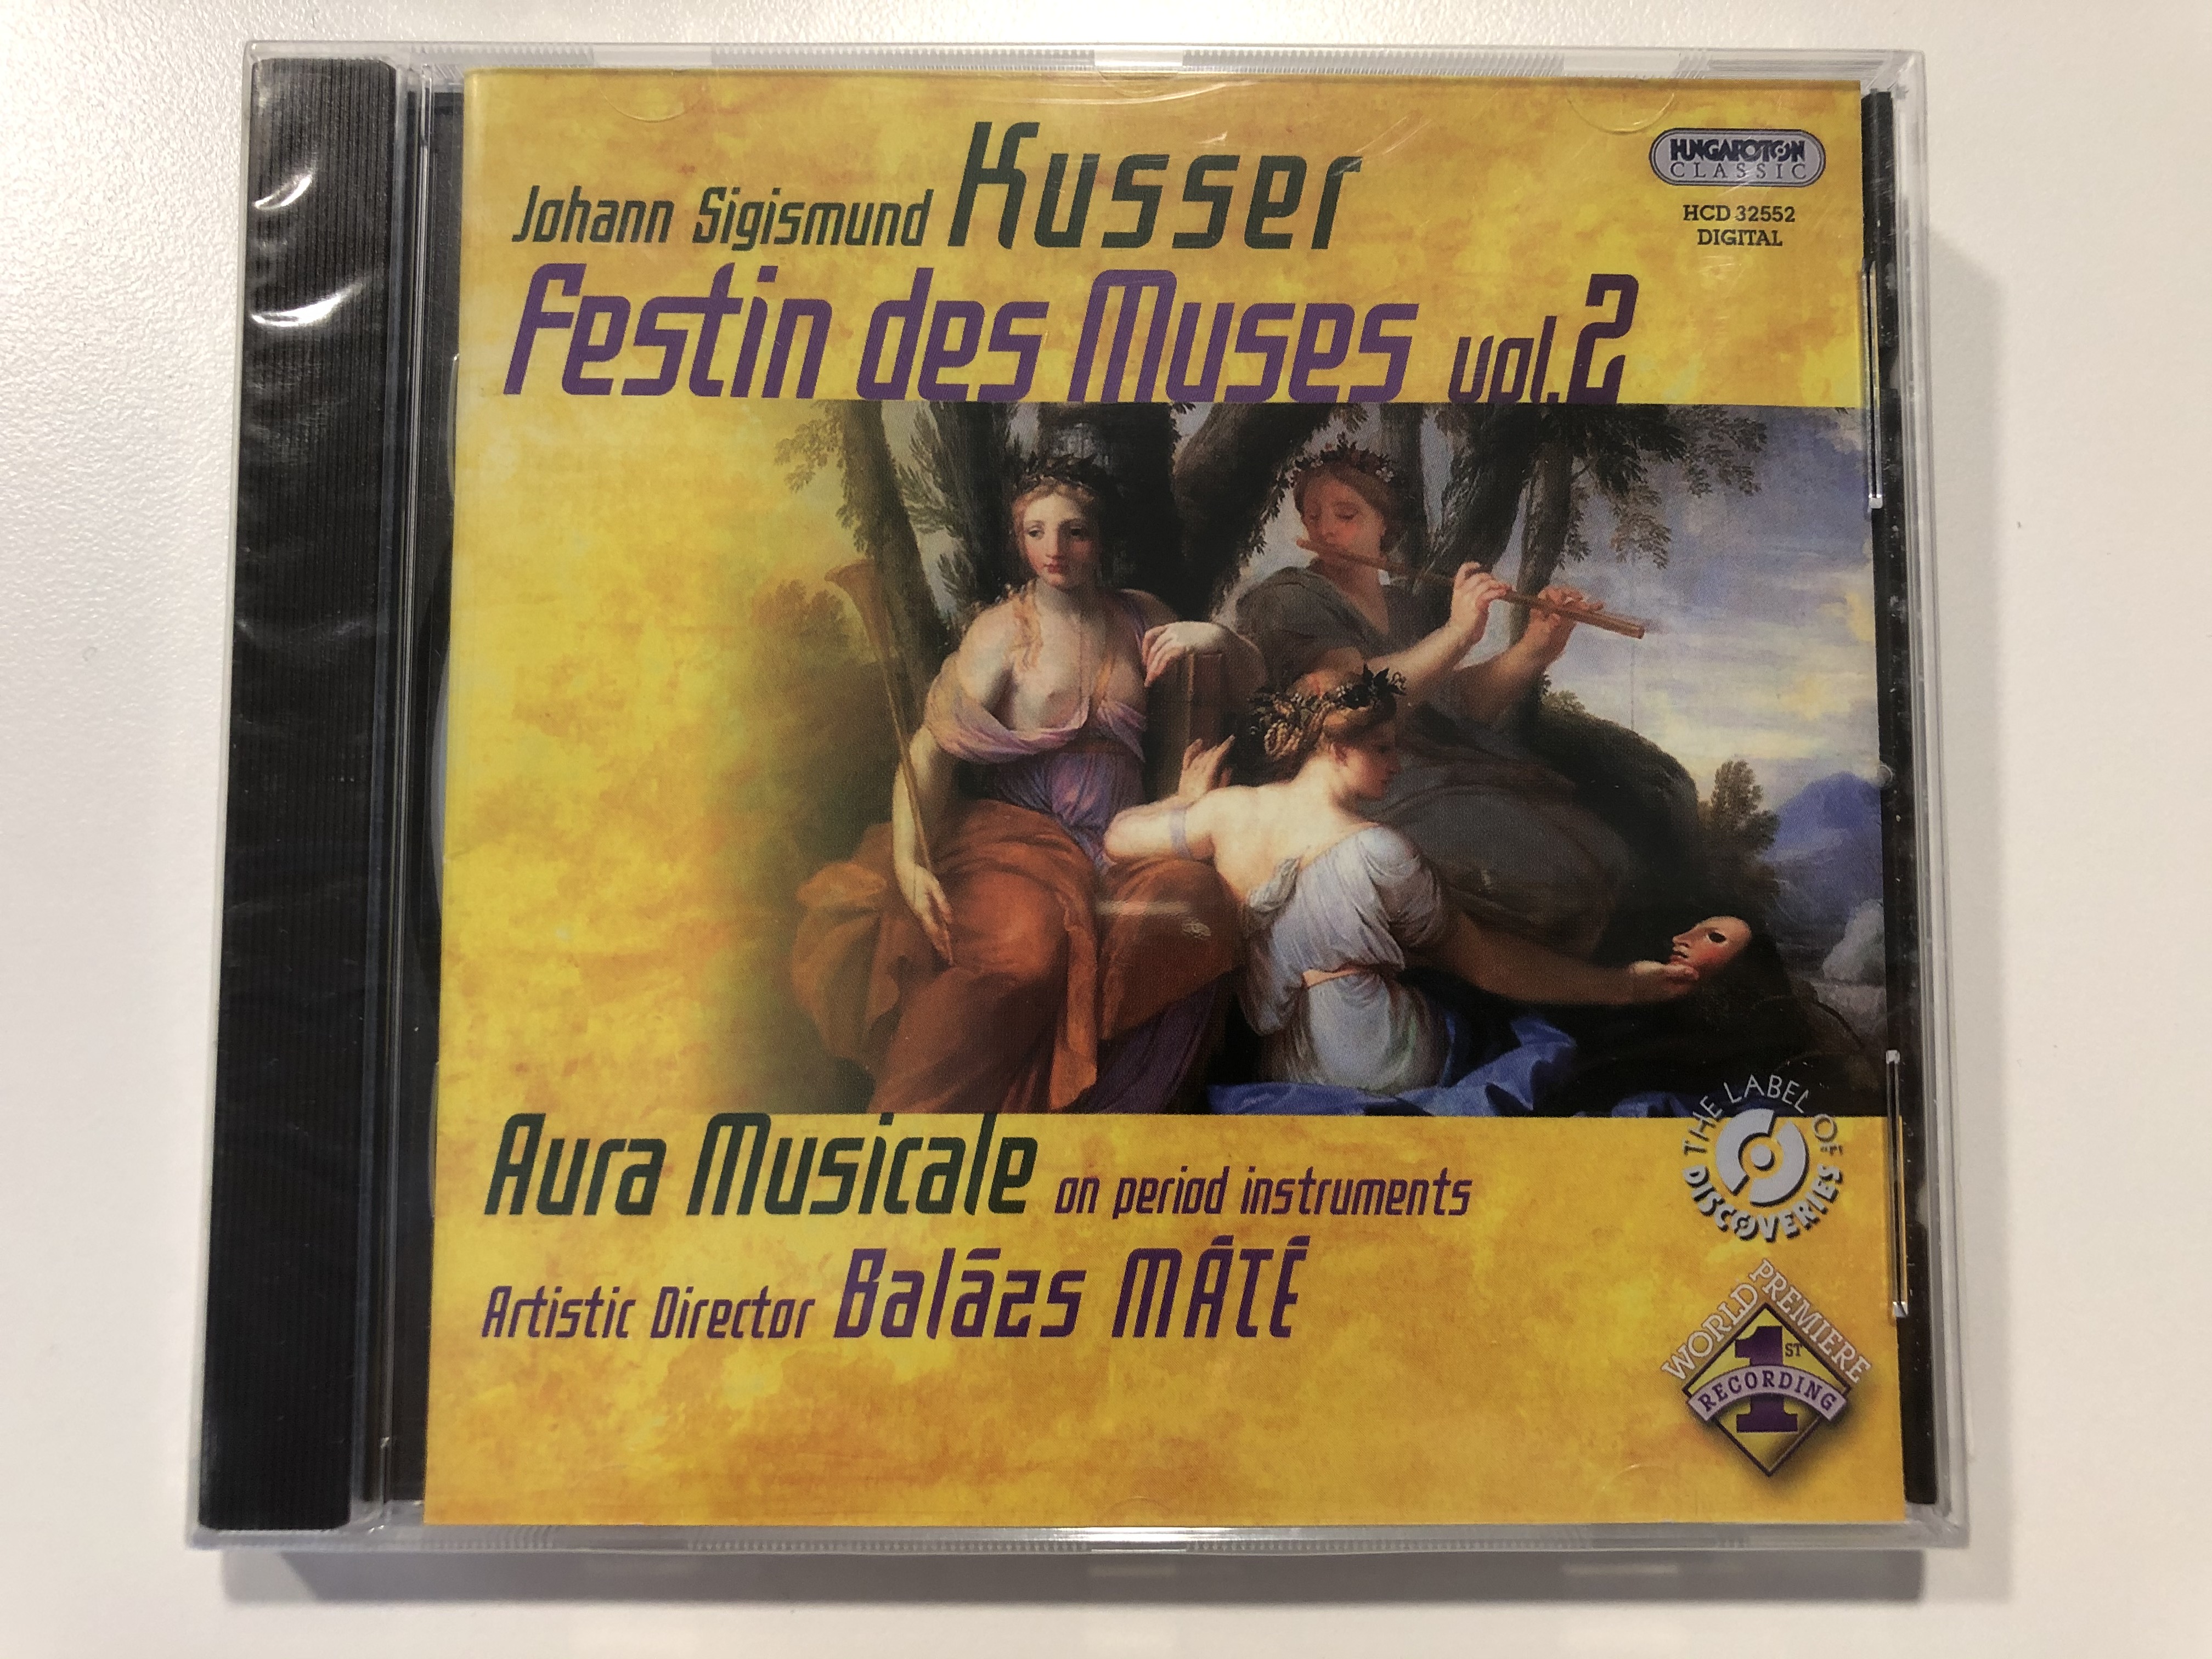 Johann Sigismund Kusser
Festin des Muses vol.2
HUNGAROTON
CLASSIC
HCD 32552
DIGITAL
Aura Musicale on period instruments
Artistic Director Balázs MÁTÉ
THE LABEL OF
DISCOVERIES
WORLD PREMIERE
1ST
RECORDING